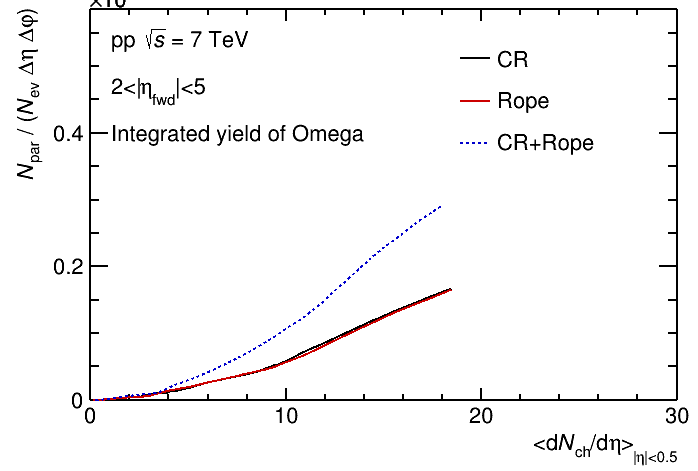 ×10
pp √s = 7 TeV
2<|η_fwd|<5
Integrated yield of Omega
CR
Rope
CR+Rope
N_par / (N_ev Δη Δφ)
0.4
0.2
0
0 10 20 30
<dN_ch/dη>_|η|<0.5